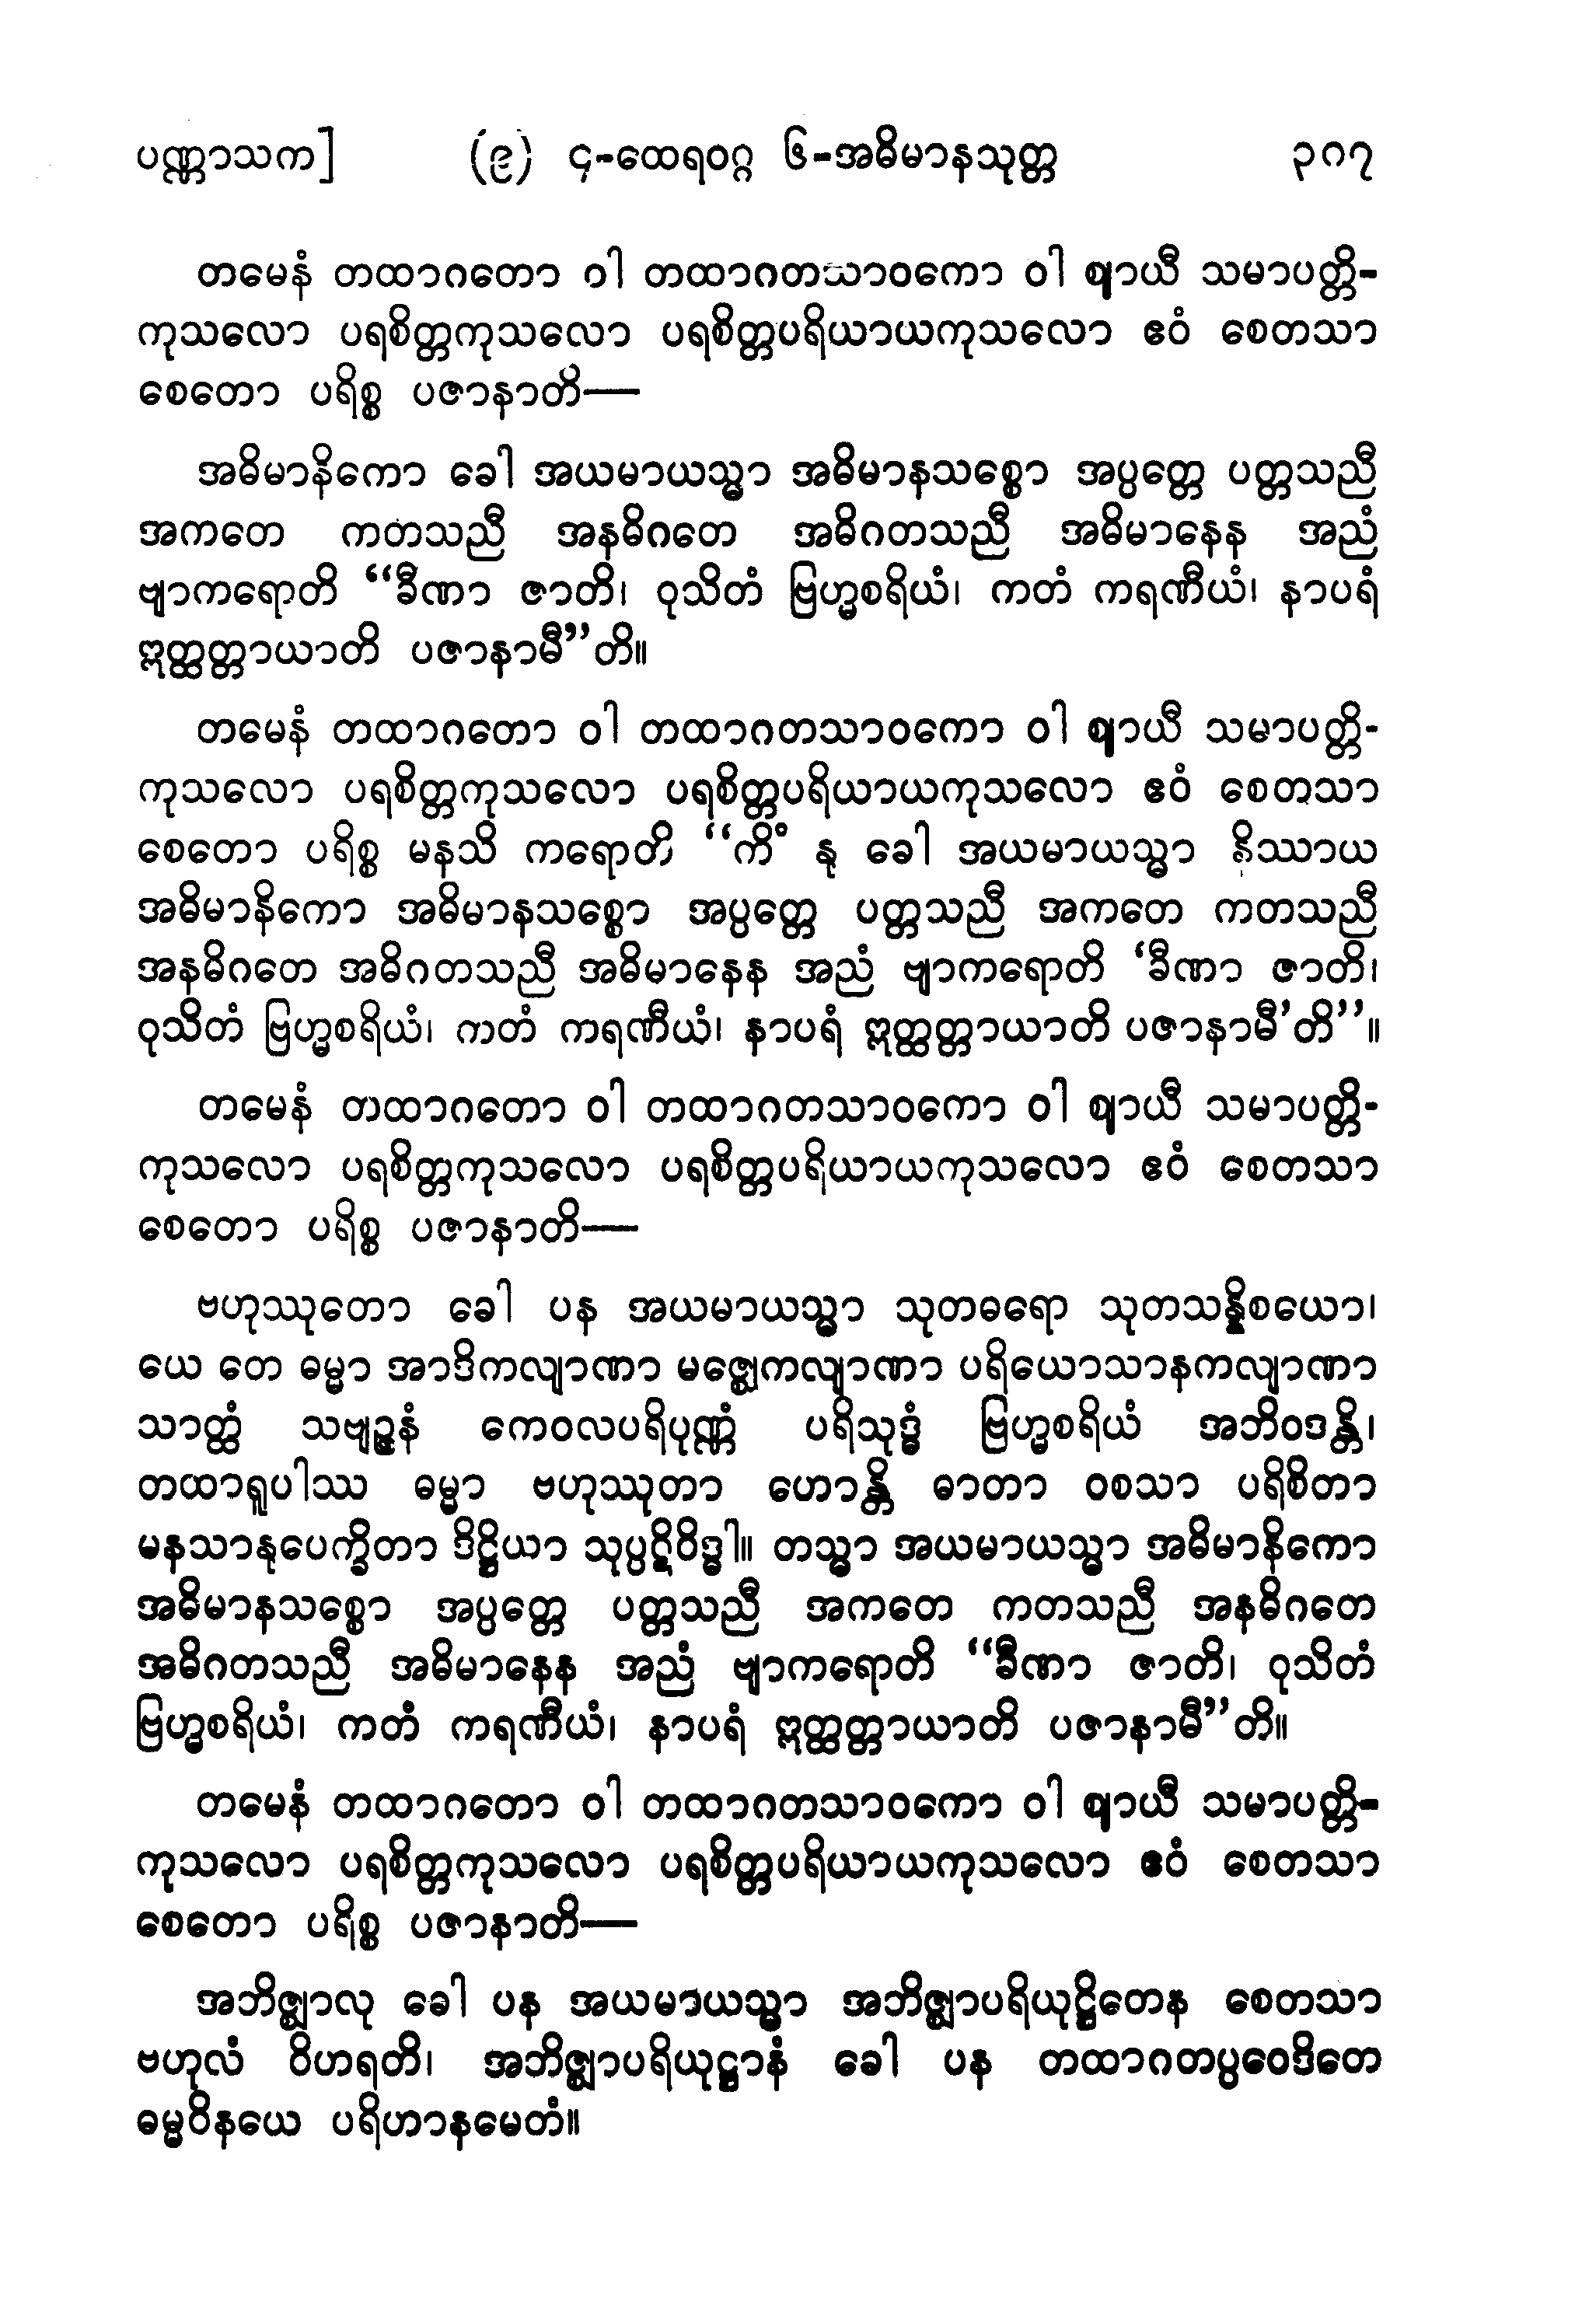 ပဏ္ဏာသက] (၉) ၄-ထေရဝဂ္ဂ ၆-အဓိမာနသုတ္တ ၃၈၇
တမေနံ တထာဂတော ဝါ တထာဂတသာဝကော ဝါ ဈာယီ သမာပတ္တိ-
ကုသလော ပရစိတ္တကုသလော ပရစိတ္တပရိယာယကုသလော ဧဝံ စေတသာ
စေတော ပရိစ္စ ပဇာနာတိ—
အဓိမာနိကော ခေါ အယမာယသ္မာ အဓိမာနသစ္စော အပ္ပတ္တေ ပတ္တသညီ
အကတေ ကတသညီ အနဓိဂတေ အဓိဂတသညီ အဓိမာနေန အညံ
ဗျာကရောတိ “ခီဏာ ဇာတိ၊ ဝုသိတံ ဗြဟ္မစရိယံ၊ ကတံ ကရဏီယံ၊ နာပရံ
ဣတ္ထတ္တာယာတိ ပဇာနာမီ”တိ။
တမေနံ တထာဂတော ဝါ တထာဂတသာဝကော ဝါ ဈာယီ သမာပတ္တိ-
ကုသလော ပရစိတ္တကုသလော ပရစိတ္တပရိယာယကုသလော ဧဝံ စေတသာ
စေတော ပရိစ္စ မနသိ ကရောတိ “ကိံ နု ခေါ အယမာယသ္မာ နိဿာယ
အဓိမာနိကော အဓိမာနသစ္စော အပ္ပတ္တေ ပတ္တသညီ အကတေ ကတသညီ
အနဓိဂတေ အဓိဂတသညီ အဓိမာနေန အညံ ဗျာကရောတိ ‘ခီဏာ ဇာတိ၊
ဝုသိတံ ဗြဟ္မစရိယံ၊ ကတံ ကရဏီယံ၊ နာပရံ ဣတ္ထတ္တာယာတိ ပဇာနာမီ’တိ”။
တမေနံ တထာဂတော ဝါ တထာဂတသာဝကော ဝါ ဈာယီ သမာပတ္တိ-
ကုသလော ပရစိတ္တကုသလော ပရစိတ္တပရိယာယကုသလော ဧဝံ စေတသာ
စေတော ပရိစ္စ ပဇာနာတိ—
ဗဟုဿုတော ခေါ ပန အယမာယသ္မာ သုတဓရော သုတသန္နိစယော၊
ယေ တေ ဓမ္မာ အာဒိကလျာဏာ မဇ္ဈေကလျာဏာ ပရိယောသာနကလျာဏာ
သာတ္ထံ သဗျဉ္ဇနံ ကေဝလပရိပုဏ္ဏံ ပရိသုဒ္ဓံ ဗြဟ္မစရိယံ အဘိဝဒန္တိ၊
တထာရူပါဿ ဓမ္မာ ဗဟုဿုတာ ဟောန္တိ ဓာတာ ဝစသာ ပရိစိတာ
မနသာနုပေက္ခိတာ ဒိဋ္ဌိယာ သုပ္ပဋိဝိဒ္ဓါ။ တသ္မာ အယမာယသ္မာ အဓိမာနိကော
အဓိမာနသစ္စော အပ္ပတ္တေ ပတ္တသညီ အကတေ ကတသညီ အနဓိဂတေ
အဓိဂတသညီ အဓိမာနေန အညံ ဗျာကရောတိ “ခီဏာ ဇာတိ၊ ဝုသိတံ
ဗြဟ္မစရိယံ၊ ကတံ ကရဏီယံ၊ နာပရံ ဣတ္ထတ္တာယာတိ ပဇာနာမီ”တိ။
တမေနံ တထာဂတော ဝါ တထာဂတသာဝကော ဝါ ဈာယီ သမာပတ္တိ-
ကုသလော ပရစိတ္တကုသလော ပရစိတ္တပရိယာယကုသလော ဧဝံ စေတသာ
စေတော ပရိစ္စ ပဇာနာတိ—
အဘိဇ္ဈာလု ခေါ ပန အယမာယသ္မာ အဘိဇ္ဈာပရိယုဋ္ဌိတေန စေတသာ
ဗဟုလံ ဝိဟရတိ၊ အဘိဇ္ဈာပရိယုဋ္ဌာနံ ခေါ ပန တထာဂတပ္ပဝေဒိတေ
ဓမ္မဝိနယေ ပရိဟာနမေတံ။